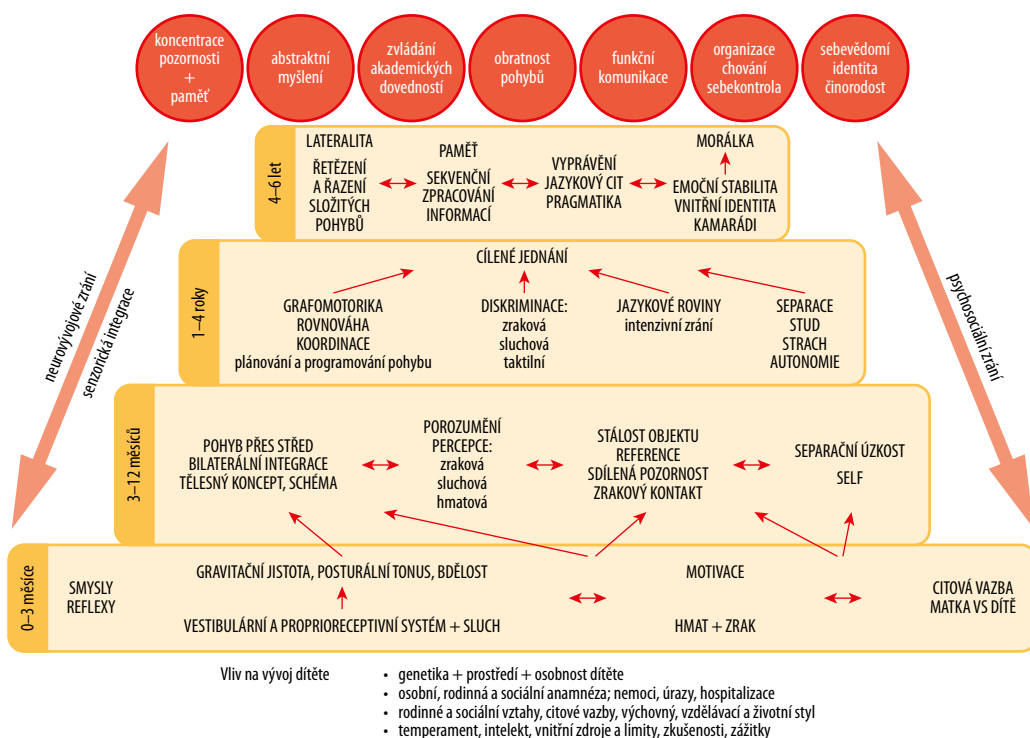 koncentrace
pozornosti
+
paměť
abstraktní
myšlení
zvládání
akademických
dovedností
obratnost
pohybů
funkční
komunikace
organizace
chování
sebekontrola
sebevědomí
identita
činorodost
neurovývojové zrání
senzorická integrace
psychosociální zrání
4–6 let
LATERALITA
ŘETĚZENÍ
A ŘAZENÍ
SLOŽITÝCH
POHYBŮ
PAMĚŤ
SEKVENČNÍ
ZPRACOVÁNÍ
INFORMACÍ
VYPRÁVĚNÍ
JAZYKOVÝ CIT
PRAGMATIKA
MORÁLKA
EMOČNÍ STABILITA
VNITŘNÍ IDENTITA
KAMARÁDI
1–4 roky
CÍLENÉ JEDNÁNÍ
GRAFOMOTORIKA
ROVNOVÁHA
KOORDINACE
plánování a programování pohybu
DISKRIMINACE:
zraková
sluchová
taktilní
JAZYKOVÉ ROVINY
intenzivní zrání
SEPARACE
STUD
STRACH
AUTONOMIE
3–12 měsíců
POHYB PŘES STŘED
BILATERÁLNÍ INTEGRACE
TĚLESNÝ KONCEPT, SCHÉMA
POROZUMĚNÍ
PERCEPCE:
zraková
sluchová
hmatová
STÁLOST OBJEKTU
REFERENCE
SDÍLENÁ POZORNOST
ZRAKOVÝ KONTAKT
SEPARAČNÍ ÚZKOST
SELF
0–3 měsíce
SMYSLY
REFLEXY
GRAVITAČNÍ JISTOTA, POSTURÁLNÍ TONUS, BDĚLOST
VESTIBULÁRNÍ A PROPRIORECEPTIVNÍ SYSTÉM + SLUCH
MOTIVACE
HMAT + ZRAK
CITOVÁ VAZBA
MATKA VS DÍTĚ
Vliv na vývoj dítěte
• genetika + prostředí + osobnost dítěte
• osobní, rodinná a sociální anamnéza; nemoci, úrazy, hospitalizace
• rodinné a sociální vztahy, citové vazby, výchovný, vzdělávací a životní styl
• temperament, intelekt, vnitřní zdroje a limity, zkušenosti, zážitky